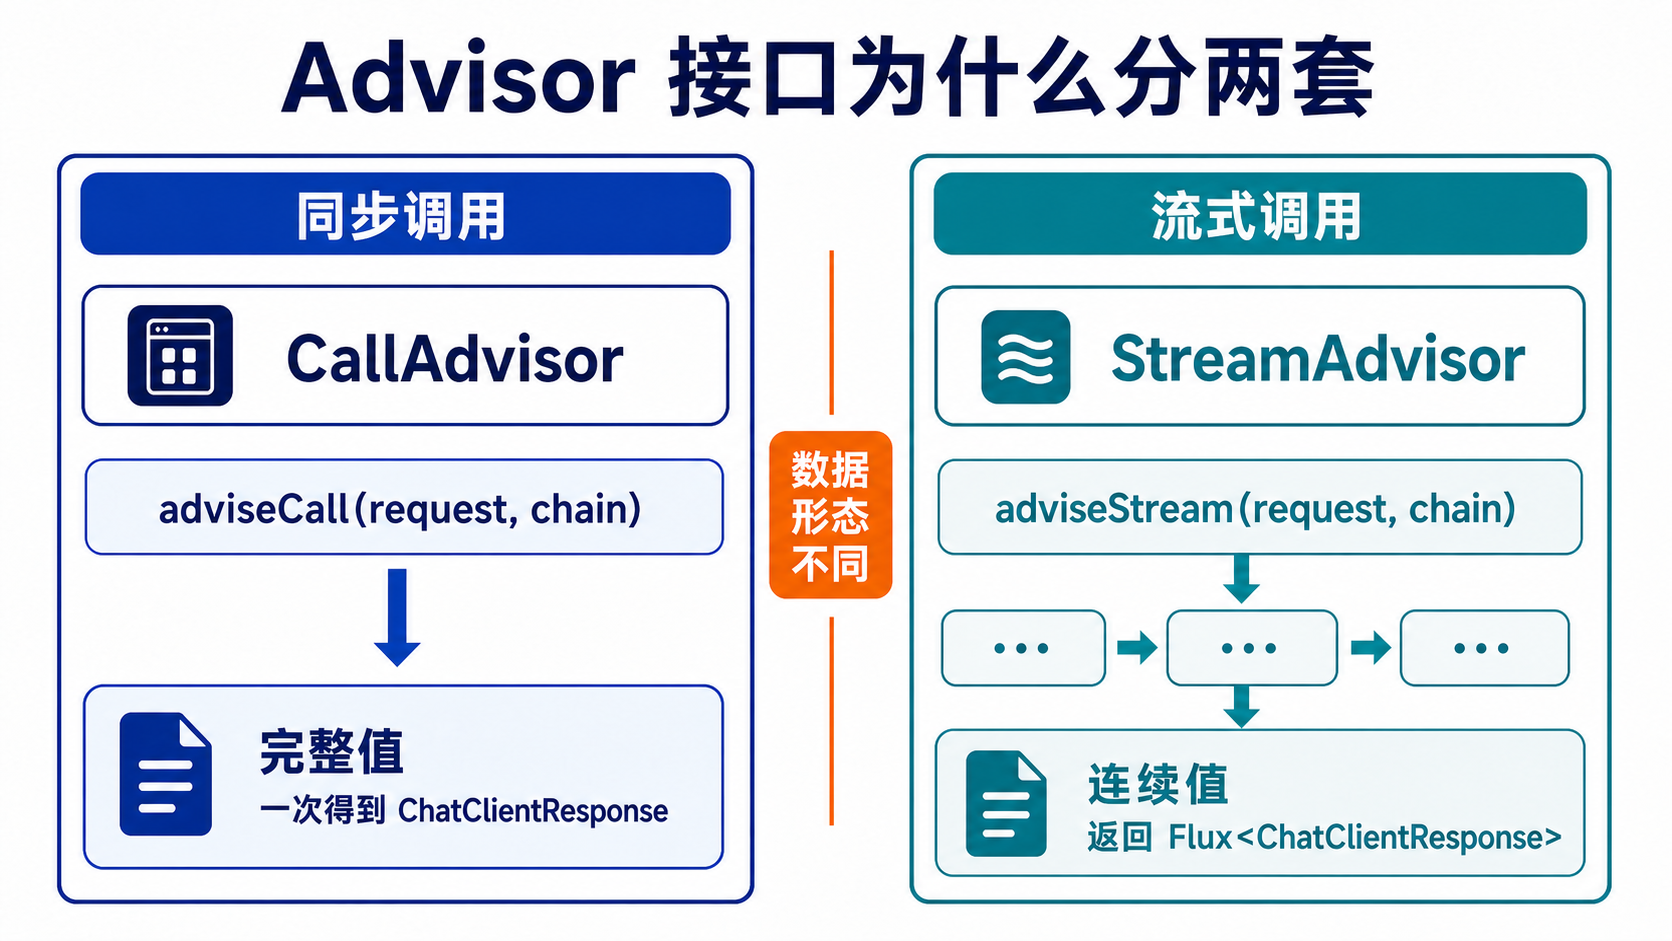 Advisor 接口为什么分两套
同步调用
CallAdvisor
adviseCall(request, chain)
完整值
一次得到 ChatClientResponse
数据
形态
不同
流式调用
StreamAdvisor
adviseStream(request, chain)
•••
•••
•••
连续值
返回 Flux<ChatClientResponse>